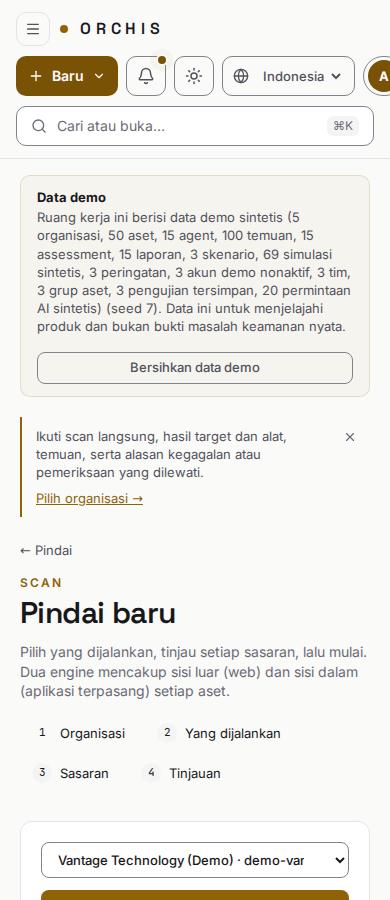 ORCHIS
Baru
Indonesia
A
Cari atau buka...
⌘K
Data demo
Ruang kerja ini berisi data demo sintetis (5
organisasi, 50 aset, 15 agent, 100 temuan, 15
assessment, 15 laporan, 3 skenario, 69 simulasi
sintetis, 3 peringatan, 3 akun demo nonaktif, 3 tim,
3 grup aset, 3 pengujian tersimpan, 20 permintaan
AI sintetis) (seed 7). Data ini untuk menjelajahi
produk dan bukan bukti masalah keamanan nyata.
Bersihkan data demo
Ikuti scan langsung, hasil target dan alat,
temuan, serta alasan kegagalan atau
pemeriksaan yang dilewati.
Pilih organisasi →
← Pindai
SCAN
Pindai baru
Pilih yang dijalankan, tinjau setiap sasaran, lalu mulai.
Dua engine mencakup sisi luar (web) dan sisi dalam
(aplikasi terpasang) setiap aset.
1 Organisasi 2 Yang dijalankan
3 Sasaran 4 Tinjauan
Vantage Technology (Demo) · demo-var